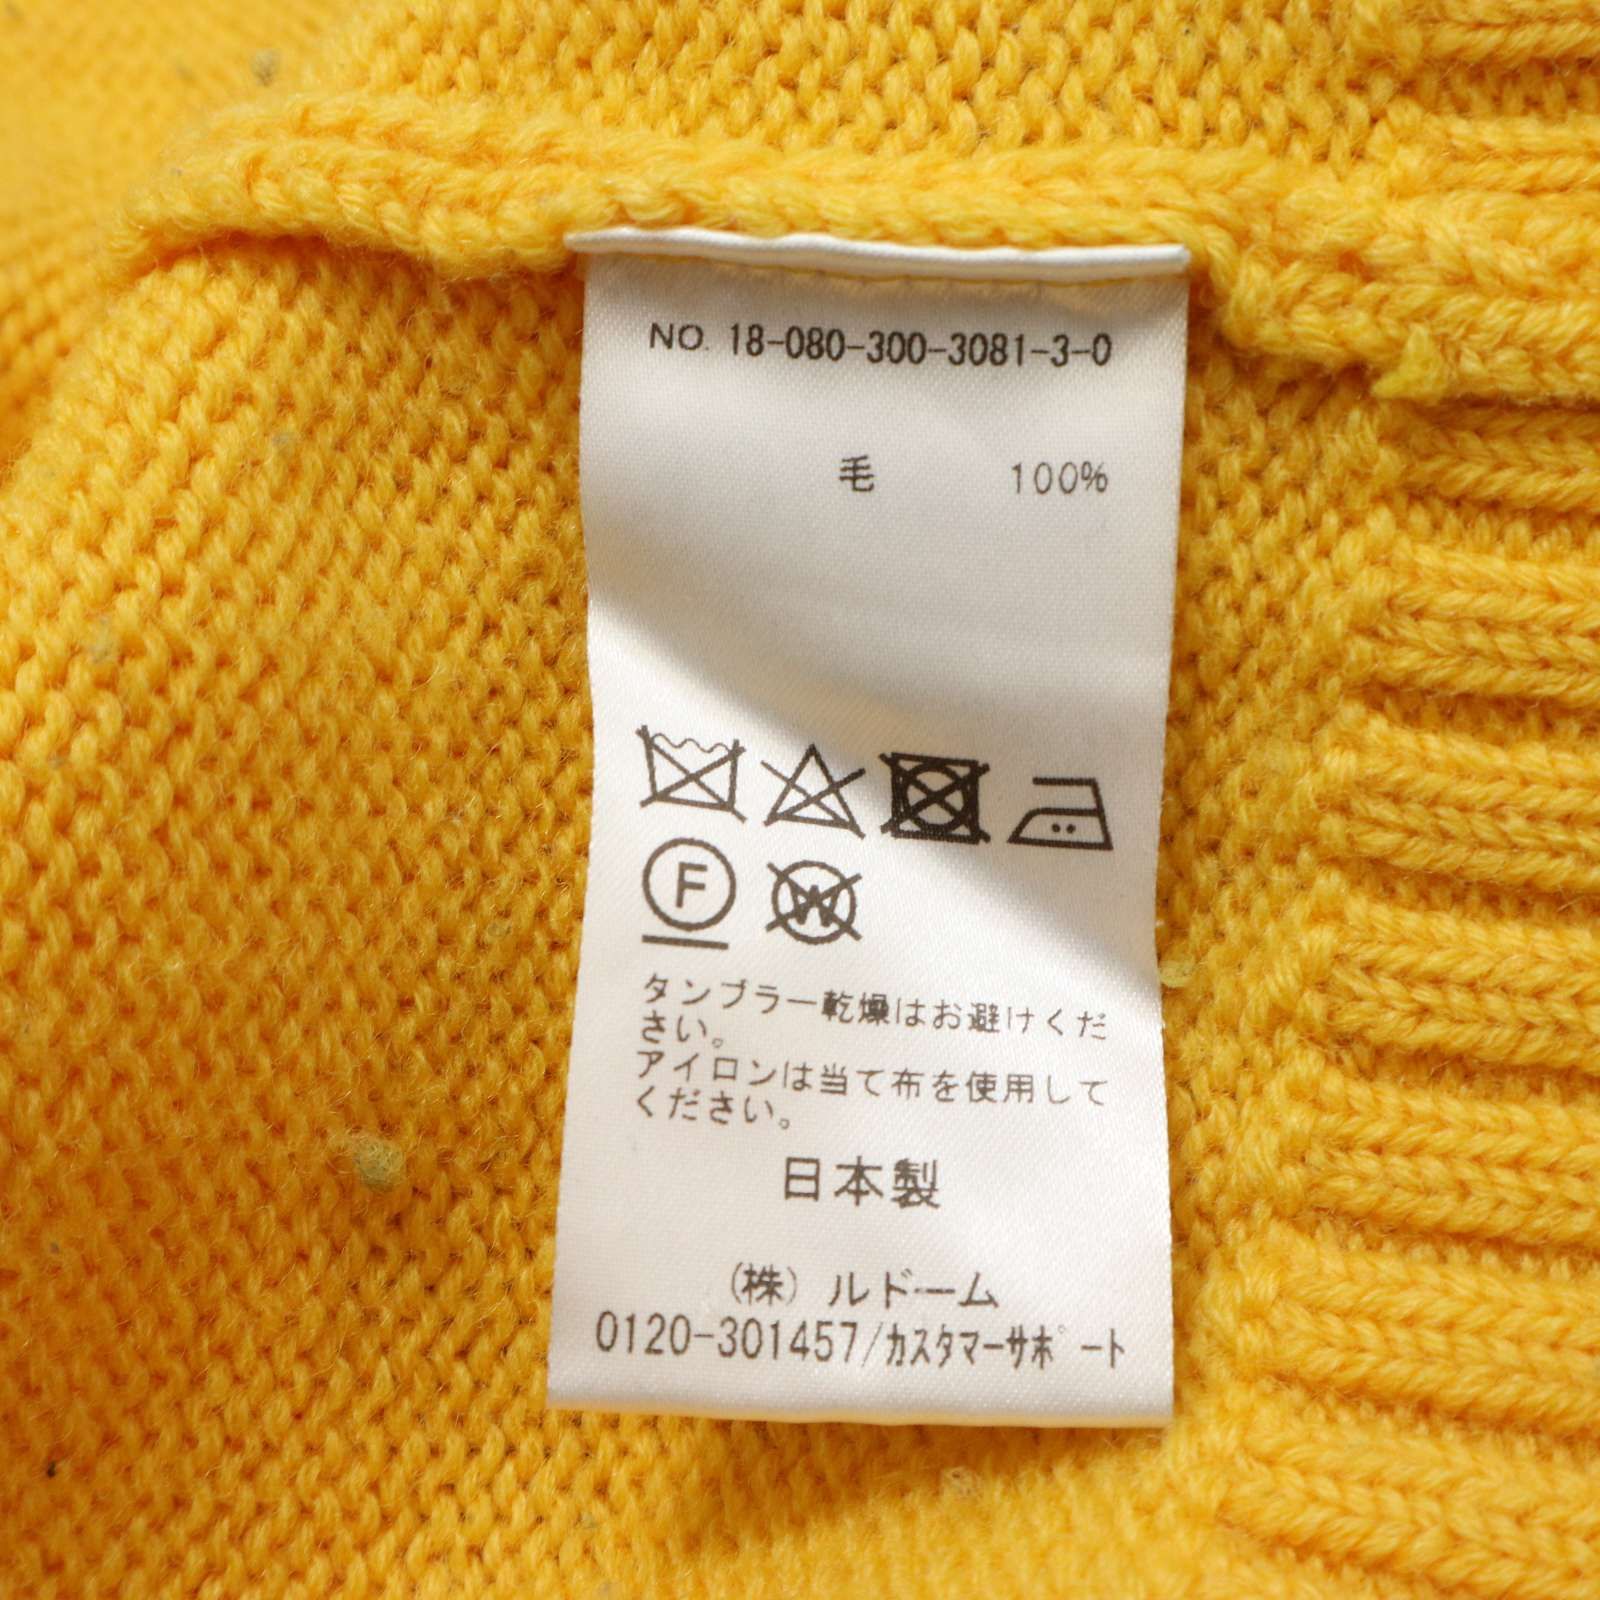 NO. 18-080-300-3081-3-0
毛 100%
F W
タンブラー乾燥はお避けくだ
さい。
アイロンは当て布を使用して
ください。
日本製
(株) ルドーム
0120-301457/カスタマーサポート